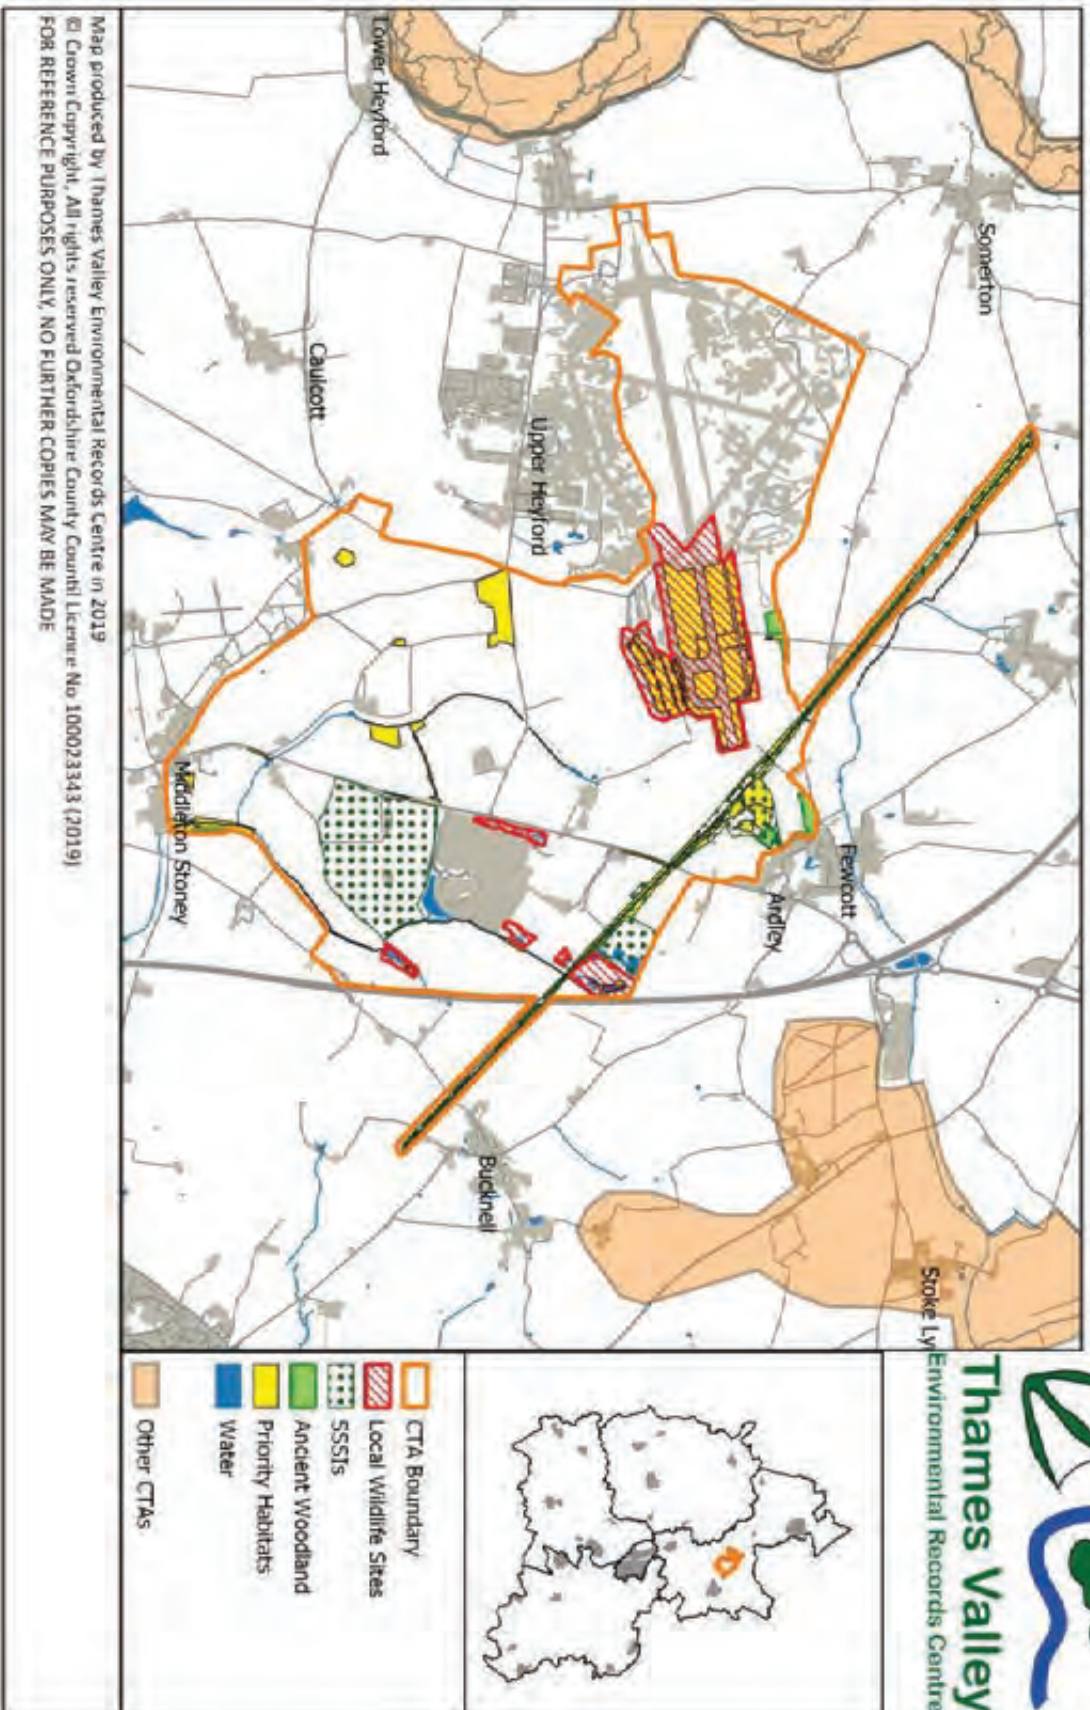 Thames Valley
Environmental Records Centre
Somerton
Lower Heyford
Fewcott
Ardley
Stoke Ly
Upper Heyford
Caulcott
Bucknell
Middleton Stoney
CTA Boundary
Local Wildlife Sites
SSSIs
Ancient Woodland
Priority Habitats
Water
Other CTAs
Map produced by Thames Valley Environmental Records Centre in 2019
© Crown Copyright. All rights reserved Oxfordshire County Council Licence No 100023343 (2019)
FOR REFERENCE PURPOSES ONLY, NO FURTHER COPIES MAY BE MADE